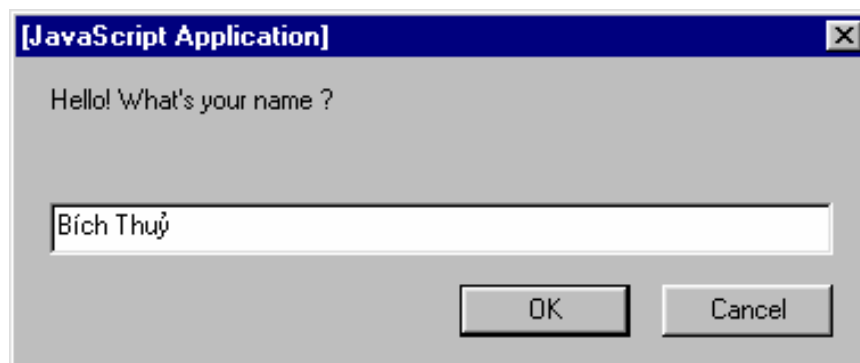 [JavaScript Application]
Hello! What's your name ?
Bích Thuỷ
OK
Cancel